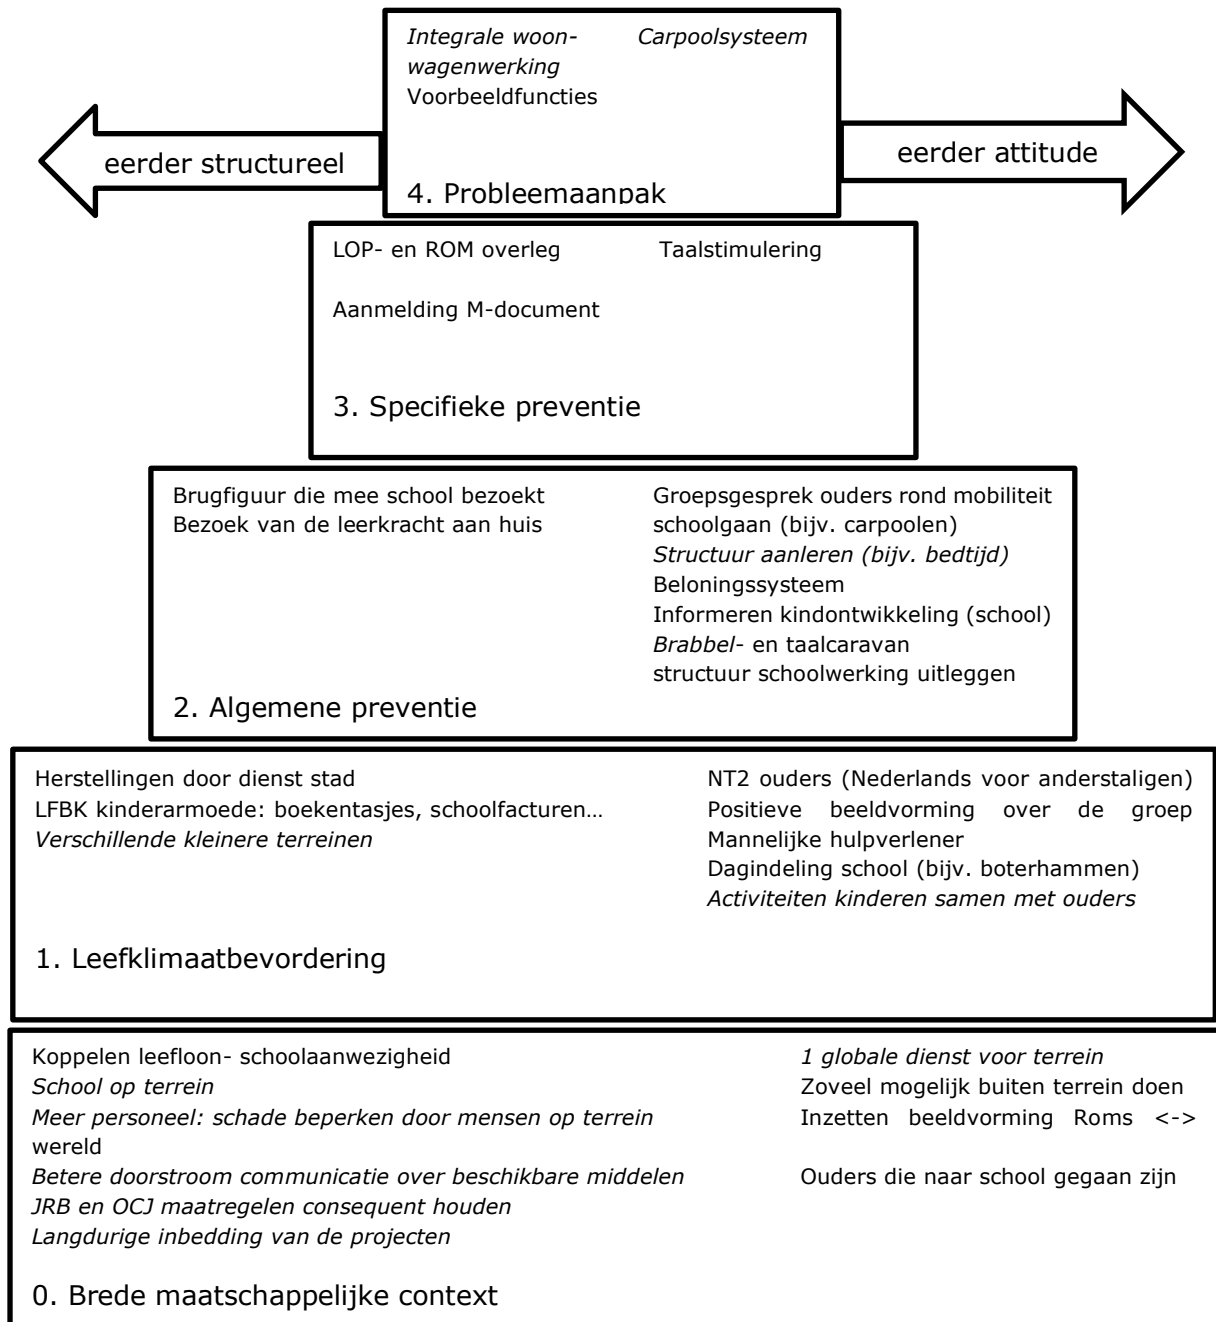 Integrale woon- Carpoolsysteem
wagenwerking
Voorbeeldfuncties
eerder structureel
eerder attitude
4. Probleemaanpak
LOP- en ROM overleg Taalstimulering
Aanmelding M-document
3. Specifieke preventie
Brugfiguur die mee school bezoekt Groepsgesprek ouders rond mobiliteit
Bezoek van de leerkracht aan huis schoolgaan (bijv. carpoolen)
Structuur aanleren (bijv. bedtijd)
Beloningssysteem
Informeren kindontwikkeling (school)
Brabbel- en taalcaravan
structuur schoolwerking uitleggen
2. Algemene preventie
Herstellingen door dienst stad NT2 ouders (Nederlands voor anderstaligen)
LFBK kinderarmoede: boekentasjes, schoolfacturen… Positieve beeldvorming over de groep
Verschillende kleinere terreinen Mannelijke hulpverlener
Dagindeling school (bijv. boterhammen)
Activiteiten kinderen samen met ouders
1. Leefklimaatbevordering
Koppelen leefloon- schoolaanwezigheid 1 globale dienst voor terrein
School op terrein Zoveel mogelijk buiten terrein doen
Meer personeel: schade beperken door mensen op terrein Inzetten beeldvorming Roms <->
wereld
Betere doorstroom communicatie over beschikbare middelen Ouders die naar school gegaan zijn
JRB en OCJ maatregelen consequent houden
Langdurige inbedding van de projecten
0. Brede maatschappelijke context